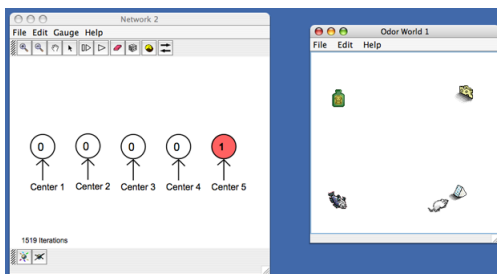 Network 2
File Edit Gauge Help
0 0 0 0 1
Center 1 Center 2 Center 3 Center 4 Center 5
1519 Iterations
Odor World 1
File Edit Help